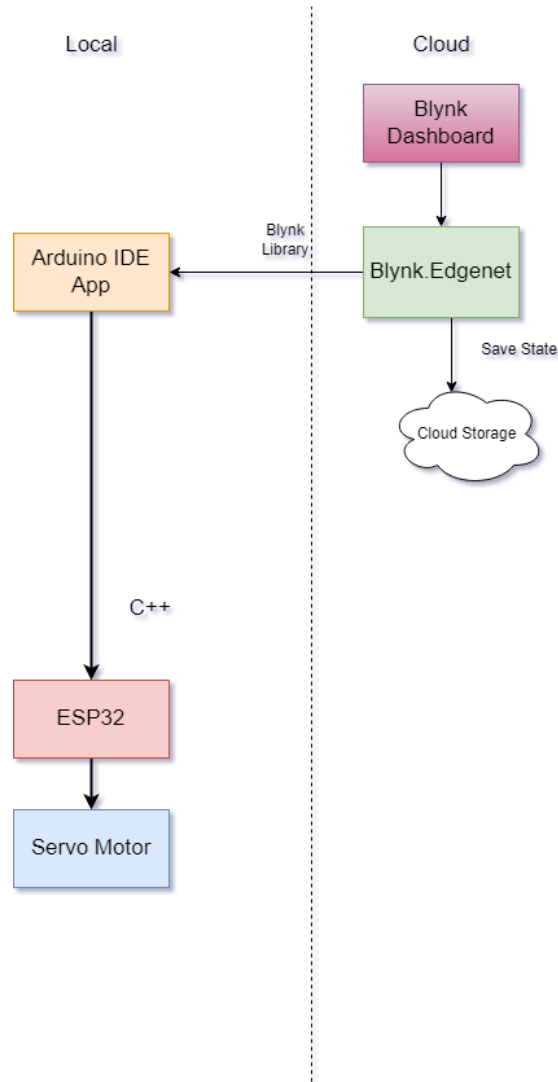 Local
Cloud
Blynk
Dashboard
Blynk
Library
Arduino IDE
App
Blynk.Edgenet
Save State
Cloud Storage
C++
ESP32
Servo Motor